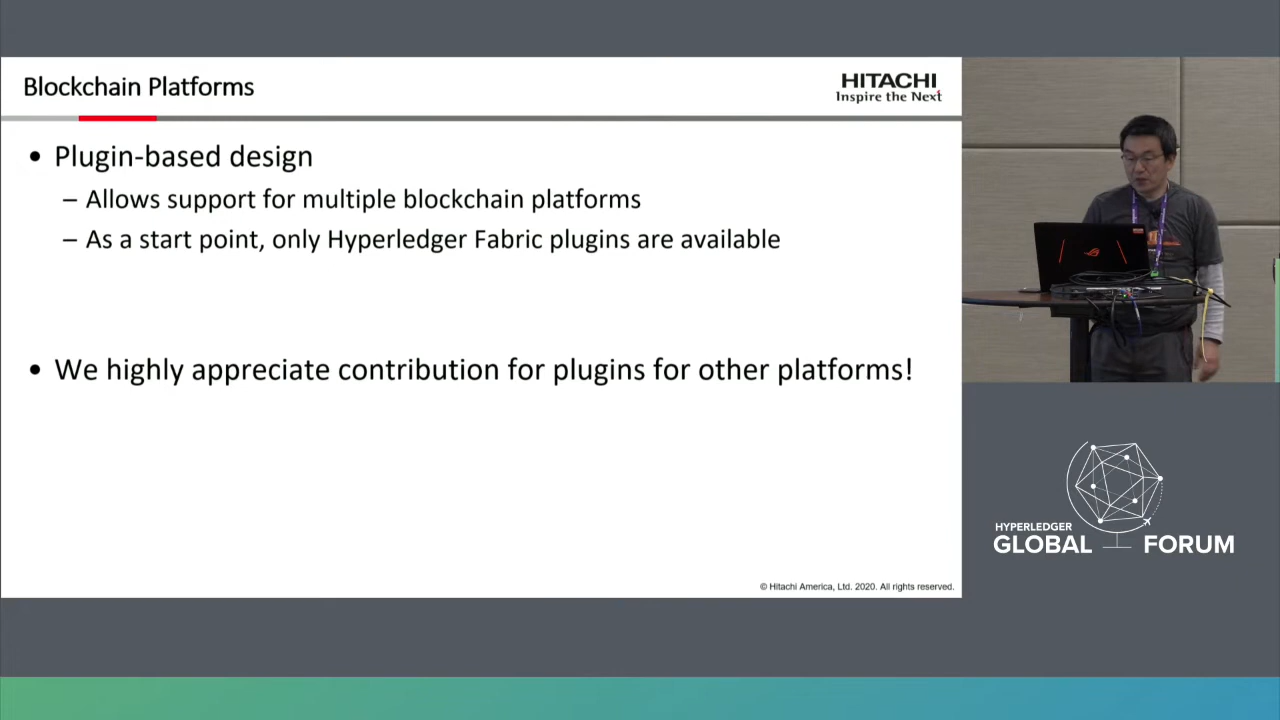 Blockchain Platforms
HITACHI
Inspire the Next
• Plugin-based design
– Allows support for multiple blockchain platforms
– As a start point, only Hyperledger Fabric plugins are available
• We highly appreciate contribution for plugins for other platforms!
© Hitachi America, Ltd. 2020. All rights reserved.
HYPERLEDGER
GLOBAL FORUM